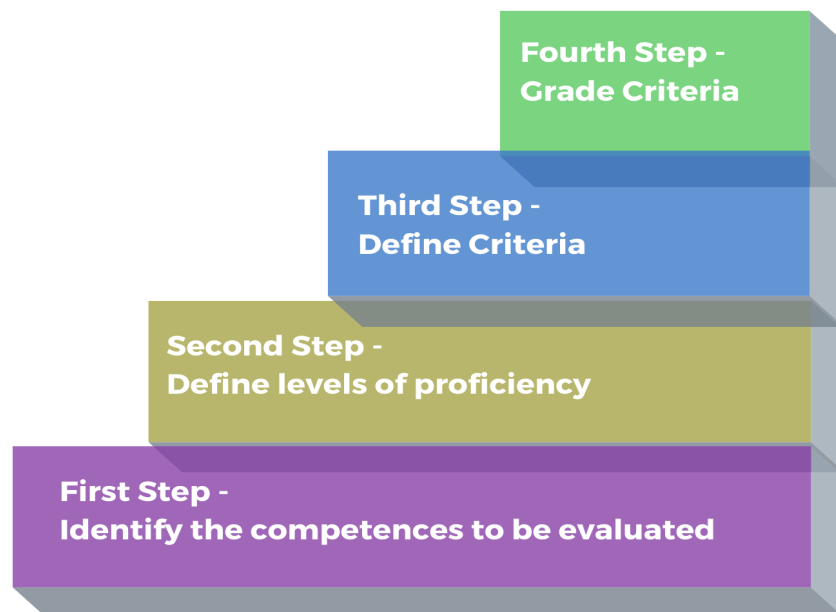 Fourth Step -
Grade Criteria
Third Step -
Define Criteria
Second Step -
Define levels of proficiency
First Step -
Identify the competences to be evaluated